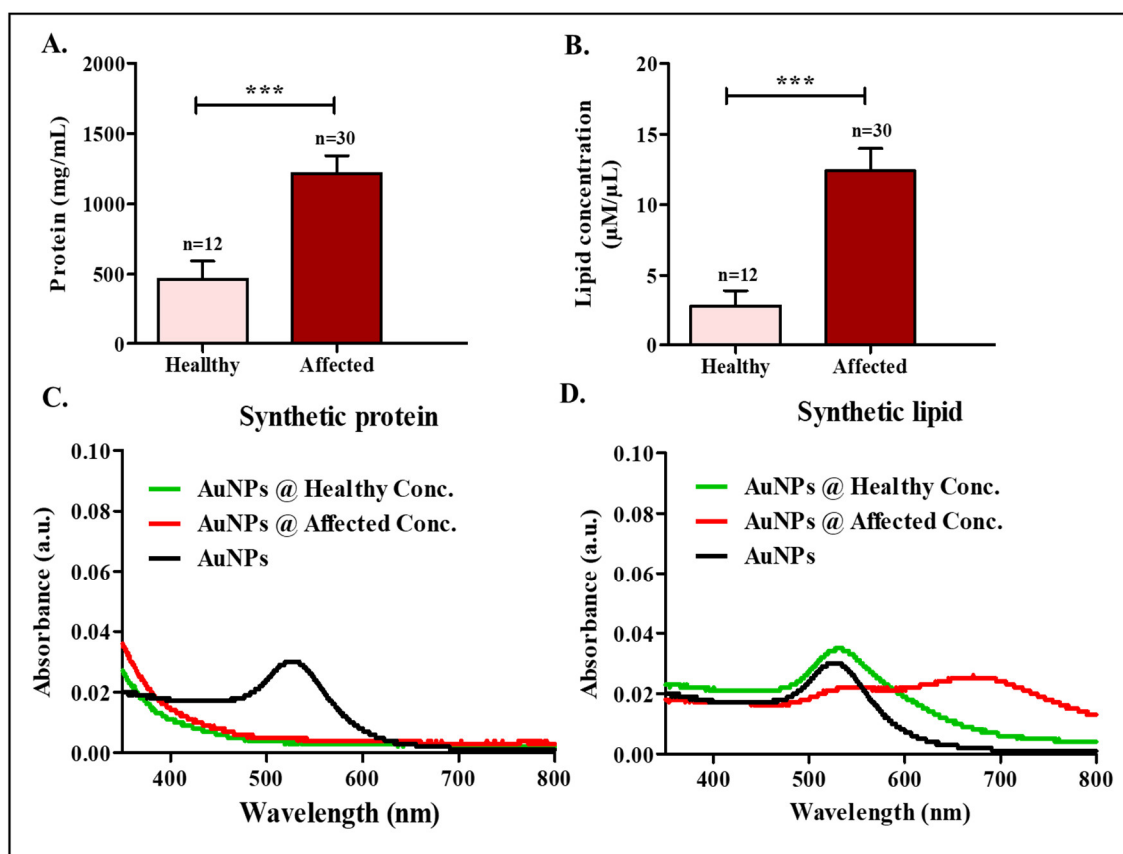 A.
2000
1500
1000
500
0
Protein (mg/mL)
***
n=12
n=30
Heallthy
Affected
B.
20
15
10
5
0
Lipid concentration
(µM/µL)
***
n=12
n=30
Healthy
Affected
C.
Synthetic protein
0.10
0.08
0.06
0.04
0.02
0.00
Absorbance (a.u.)
AuNPs @ Healthy Conc.
AuNPs @ Affected Conc.
AuNPs
400
500
600
700
800
Wavelength (nm)
D.
Synthetic lipid
0.10
0.08
0.06
0.04
0.02
0.00
Absorbance (a.u.)
AuNPs @ Healthy Conc.
AuNPs @ Affected Conc.
AuNPs
400
500
600
700
800
Wavelength (nm)